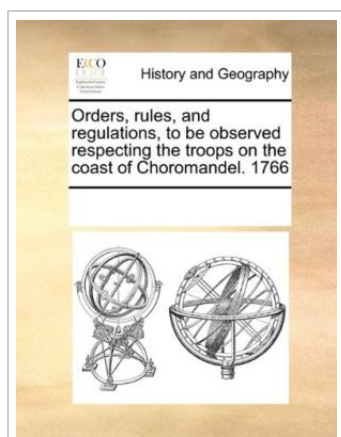 ECCO
History and Geography
Orders, rules, and
regulations, to be observed
respecting the troops on the
coast of Choromandel. 1766